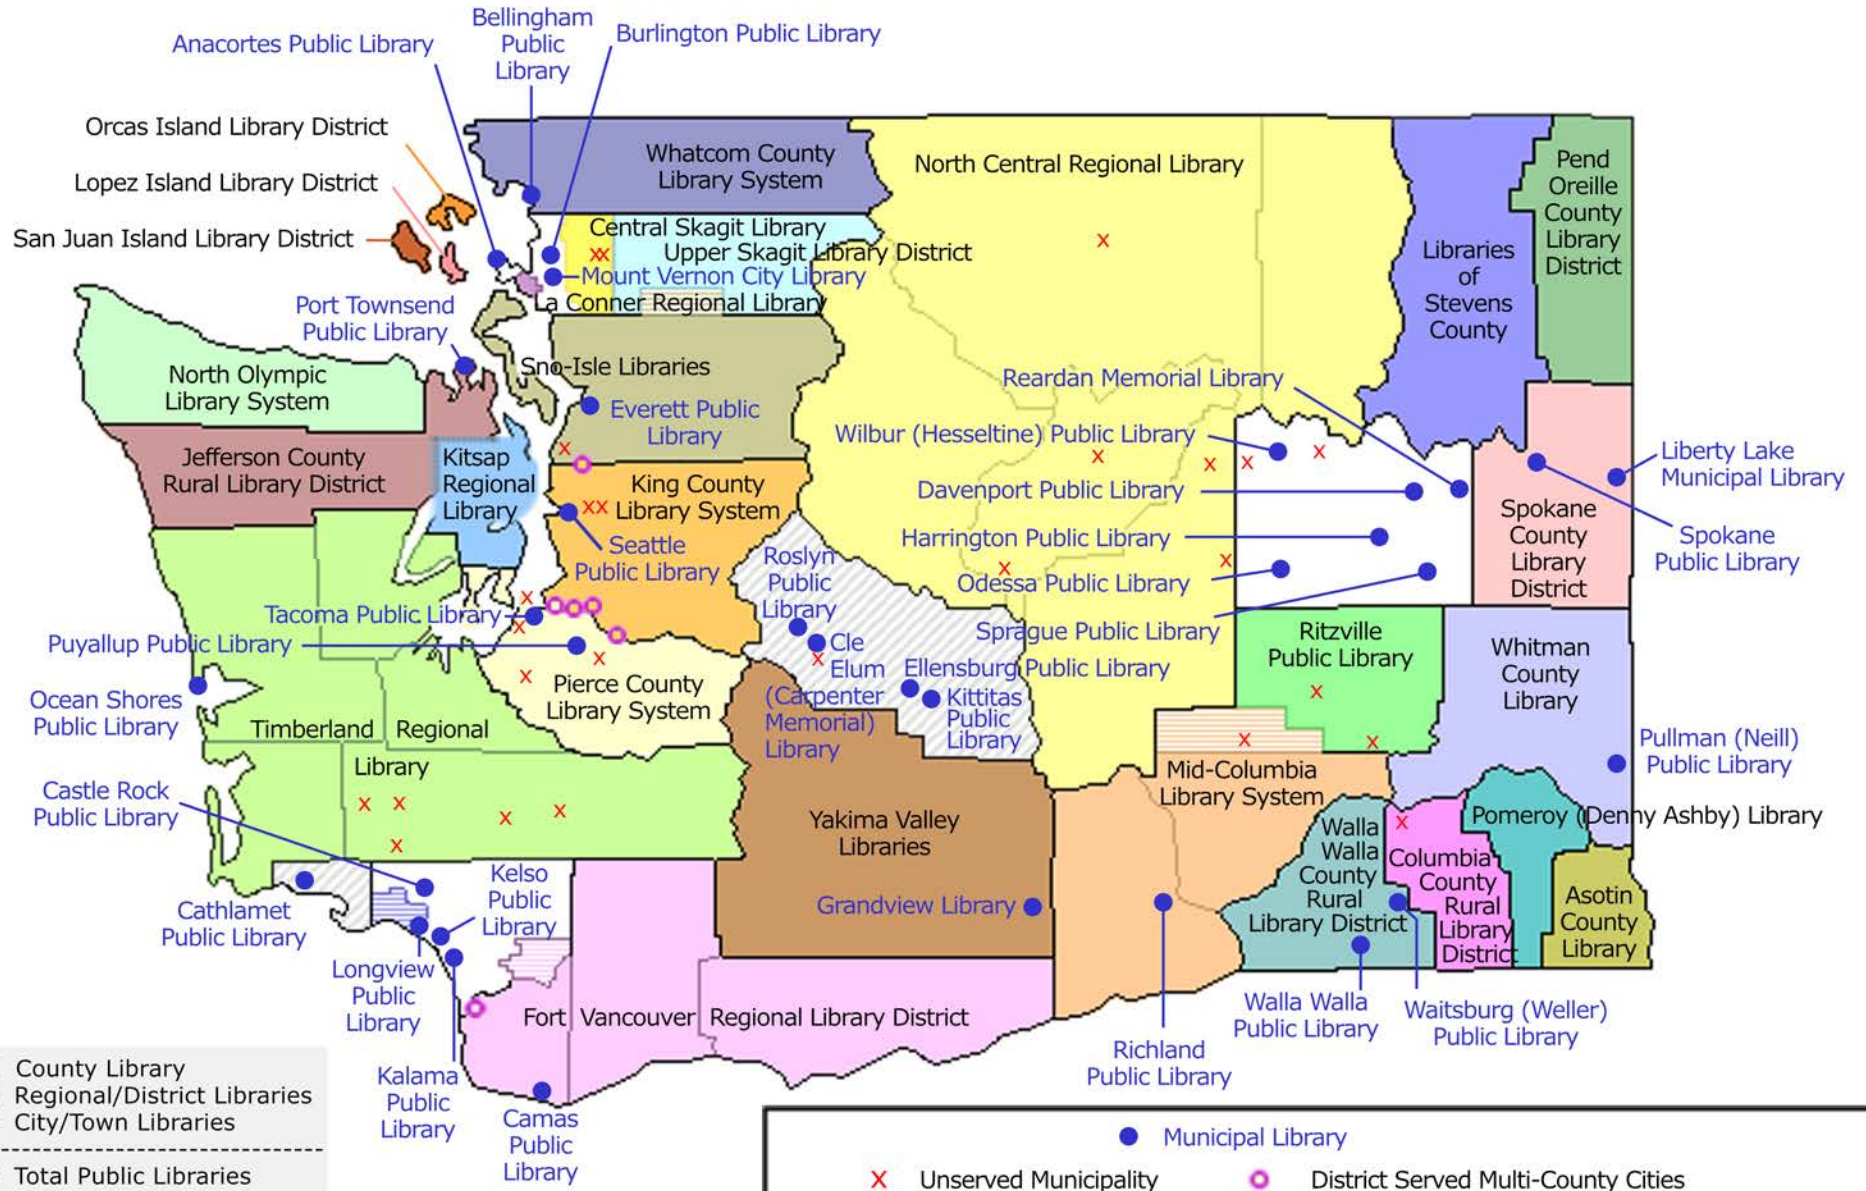 Bellingham
Public
Library
Burlington Public Library
Anacortes Public Library
Orcas Island Library District
Lopez Island Library District
San Juan Island Library District
Whatcom County
Library System
North Central Regional Library
Pend
Oreille
County
Library
District
Central Skagit Library
Upper Skagit Library District
Mount Vernon City Library
La Conner Regional Library
Libraries
of
Stevens
County
Port Townsend
Public Library
North Olympic
Library System
Sno-Isle Libraries
Everett Public
Library
Reardan Memorial Library
Wilbur (Hesseltine) Public Library
Jefferson County
Rural Library District
Kitsap
Regional
Library
King County
Library System
Davenport Public Library
Liberty Lake
Municipal Library
Spokane
County
Library
District
Spokane
Public Library
Seattle
Public Library
Harrington Public Library
Roslyn
Public
Library
Odessa Public Library
Tacoma Public Library
Sprague Public Library
Puyallup Public Library
Cle
Elum
(Carpenter
Memorial)
Library
Ellensburg Public Library
Kittitas
Public
Library
Ritzville
Public Library
Whitman
County
Library
Ocean Shores
Public Library
Pierce County
Library System
Timberland Regional
Library
Pullman (Neill)
Public Library
Castle Rock
Public Library
Mid-Columbia
Library System
Yakima Valley
Libraries
Walla
Walla
County
Rural
Library District
Pomeroy (Denny Ashby) Library
Columbia
County
Rural
Library
District
Asotin
County
Library
Kelso
Public
Library
Grandview Library
Cathlamet
Public Library
Longview
Public
Library
Fort Vancouver Regional Library District
Walla Walla
Public Library
Waitsburg (Weller)
Public Library
Richland
Public Library
Kalama
Public
Library
Camas
Public
Library
County Library
Regional/District Libraries
City/Town Libraries
Total Public Libraries
Municipal Library
x Unserved Municipality
District Served Multi-County Cities